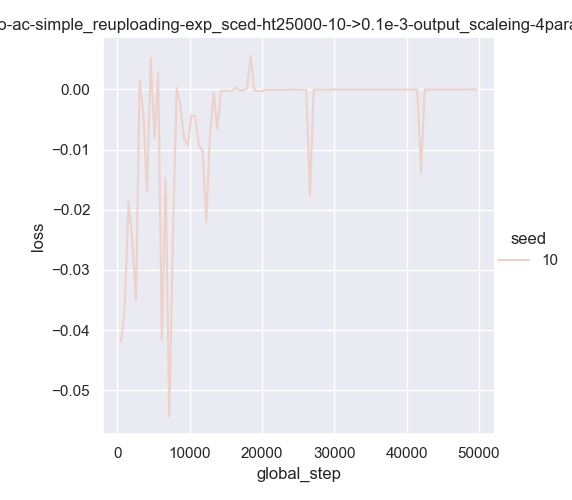 o-ac-simple_reuploading-exp_sced-ht25000-10->0.1e-3-output_scaleing-4para
0.00
−0.01
−0.02
−0.03
−0.04
−0.05
loss
seed
10
0 10000 20000 30000 40000 50000
global_step